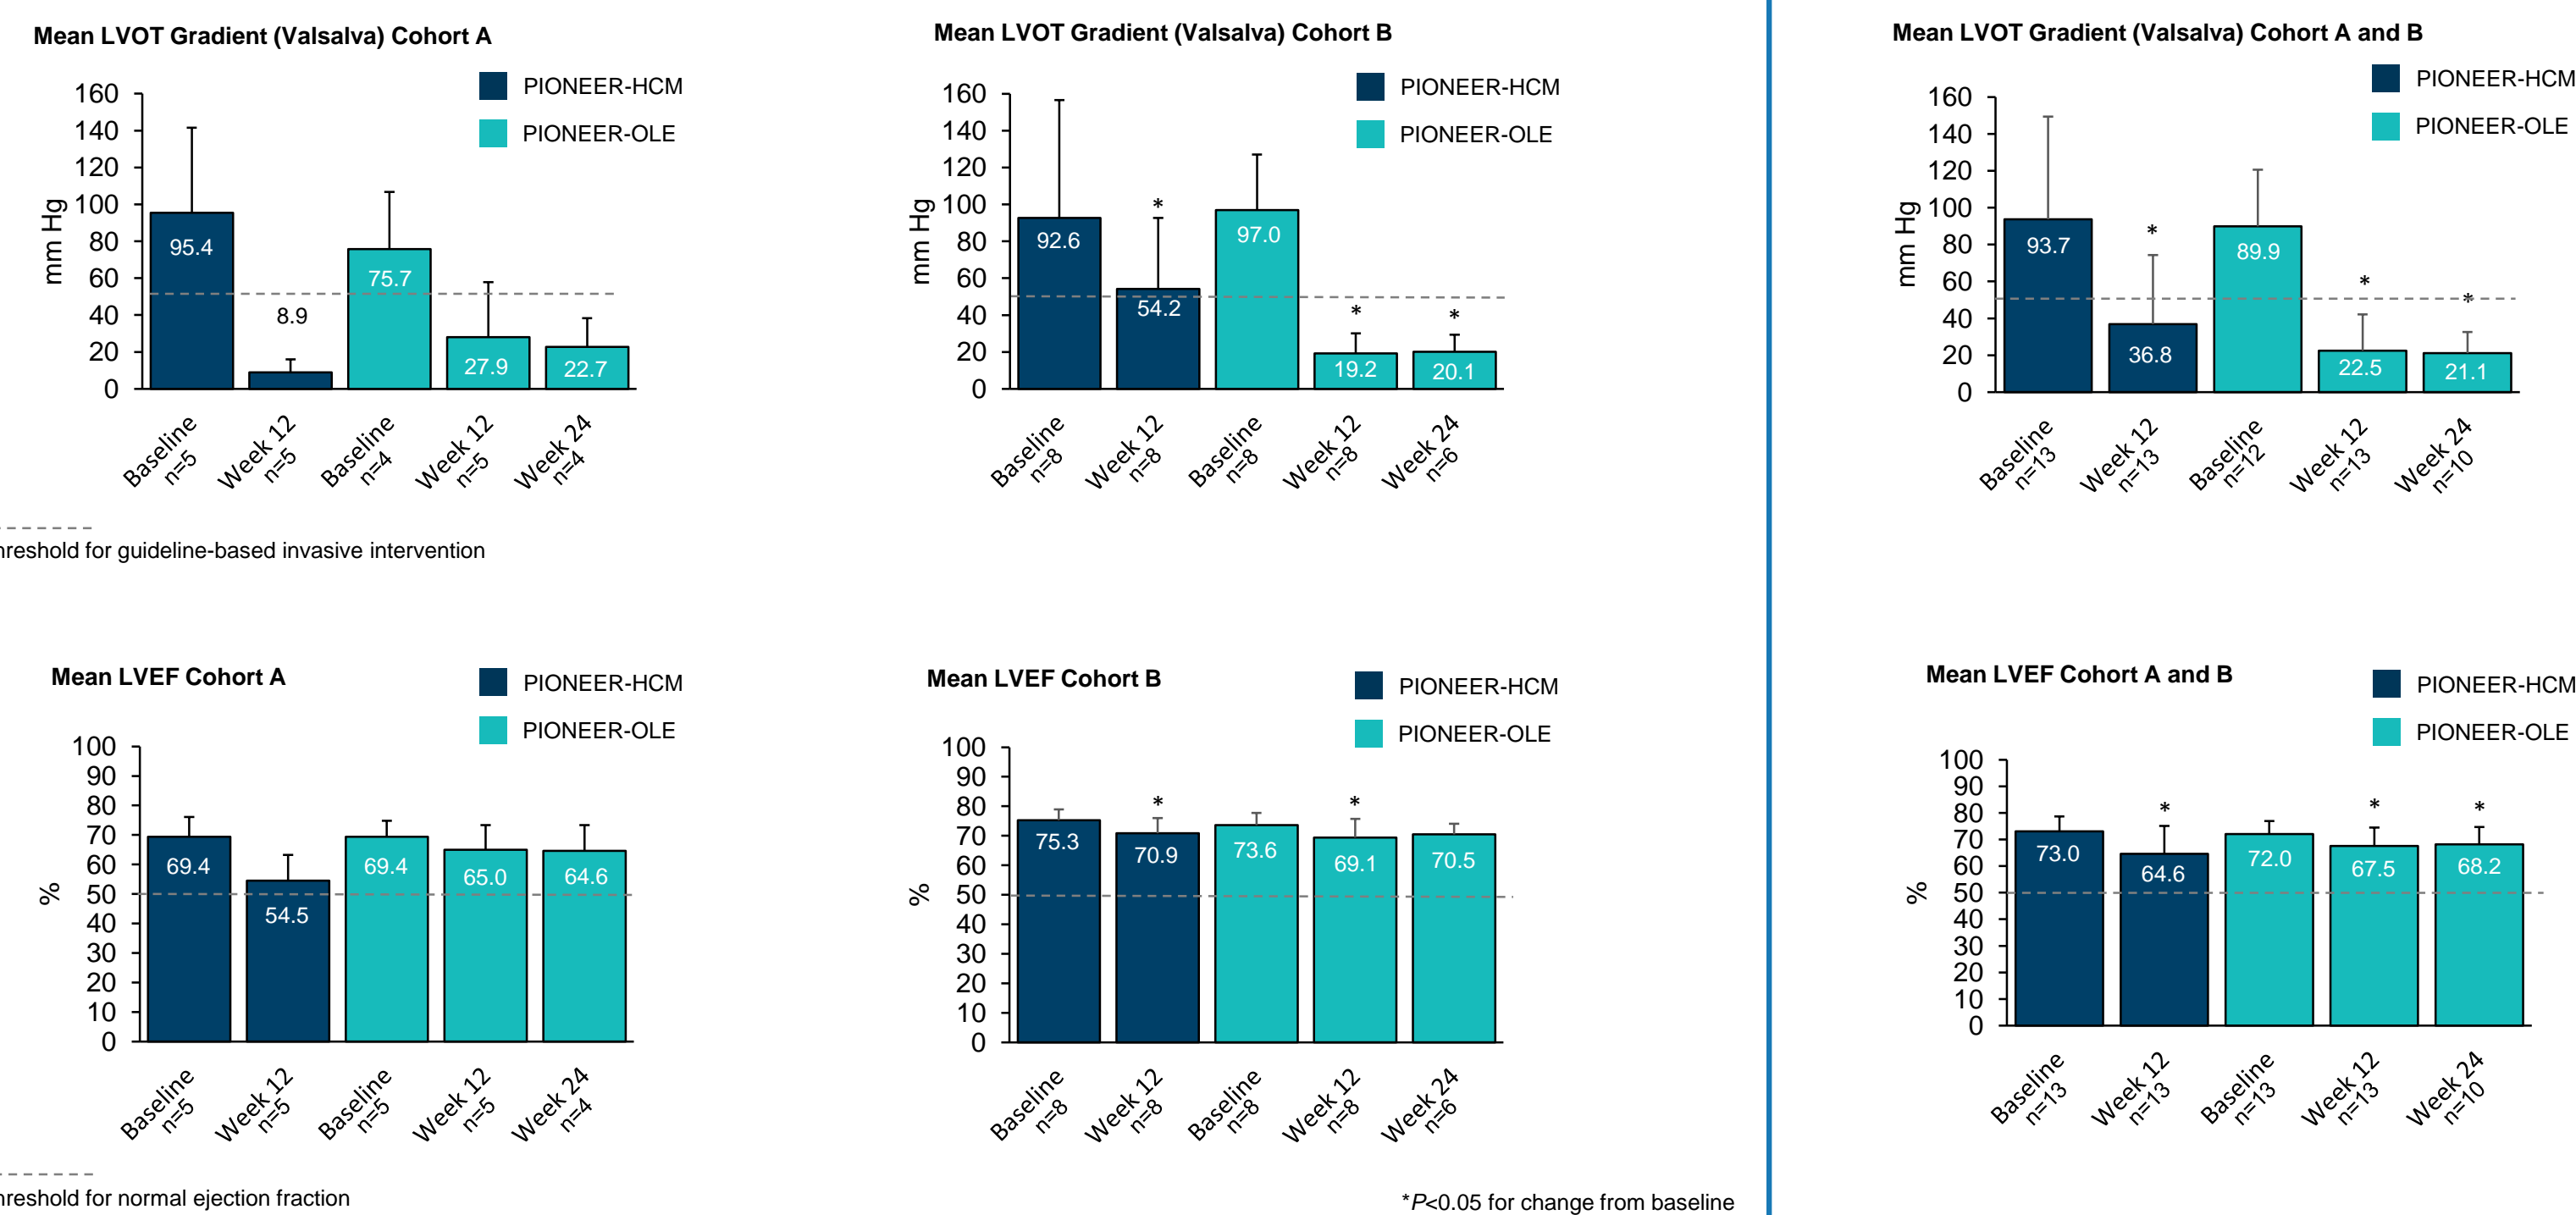 Mean LVOT Gradient (Valsalva) Cohort A
PIONEER-HCM
PIONEER-OLE
160
140
120
100
80
60
40
20
0
mm Hg
95.4
8.9
75.7
27.9
22.7
Baseline
n=5
Week 12
n=5
Baseline
n=4
Week 12
n=5
Week 24
n=4
for guideline-based invasive intervention
Mean LVOT Gradient (Valsalva) Cohort B
PIONEER-HCM
PIONEER-OLE
160
140
120
100
80
60
40
20
0
mm Hg
92.6
*
54.2
97.0
*
19.2
*
20.1
Baseline
n=8
Week 12
n=8
Baseline
n=8
Week 12
n=8
Week 24
n=6
Mean LVOT Gradient (Valsalva) Cohort A and B
PIONEER-HCM
PIONEER-OLE
160
140
120
100
80
60
40
20
0
mm Hg
93.7
*
36.8
89.9
*
22.5
*
21.1
Baseline
n=13
Week 12
n=13
Baseline
n=12
Week 12
n=13
Week 24
n=10
Mean LVEF Cohort A
PIONEER-HCM
PIONEER-OLE
100
90
80
70
60
50
40
30
20
10
0
%
69.4
54.5
69.4
65.0
64.6
Baseline
n=5
Week 12
n=5
Baseline
n=5
Week 12
n=5
Week 24
n=4
for normal ejection fraction
Mean LVEF Cohort B
PIONEER-HCM
PIONEER-OLE
100
90
80
70
60
50
40
30
20
10
0
%
75.3
*
70.9
73.6
*
69.1
70.5
Baseline
n=8
Week 12
n=8
Baseline
n=8
Week 12
n=8
Week 24
n=6
*P<0.05 for change from baseline
Mean LVEF Cohort A and B
PIONEER-HCM
PIONEER-OLE
100
90
80
70
60
50
40
30
20
10
0
%
73.0
*
64.6
72.0
*
67.5
*
68.2
Baseline
n=13
Week 12
n=13
Baseline
n=13
Week 12
n=13
Week 24
n=10